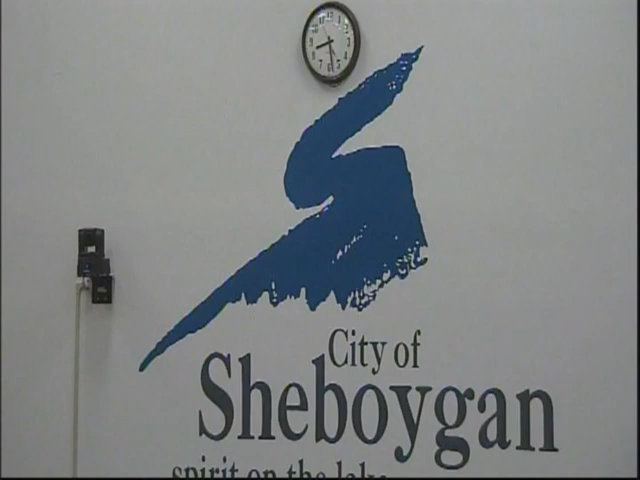 City of
Sheboygan
spirit on the lake